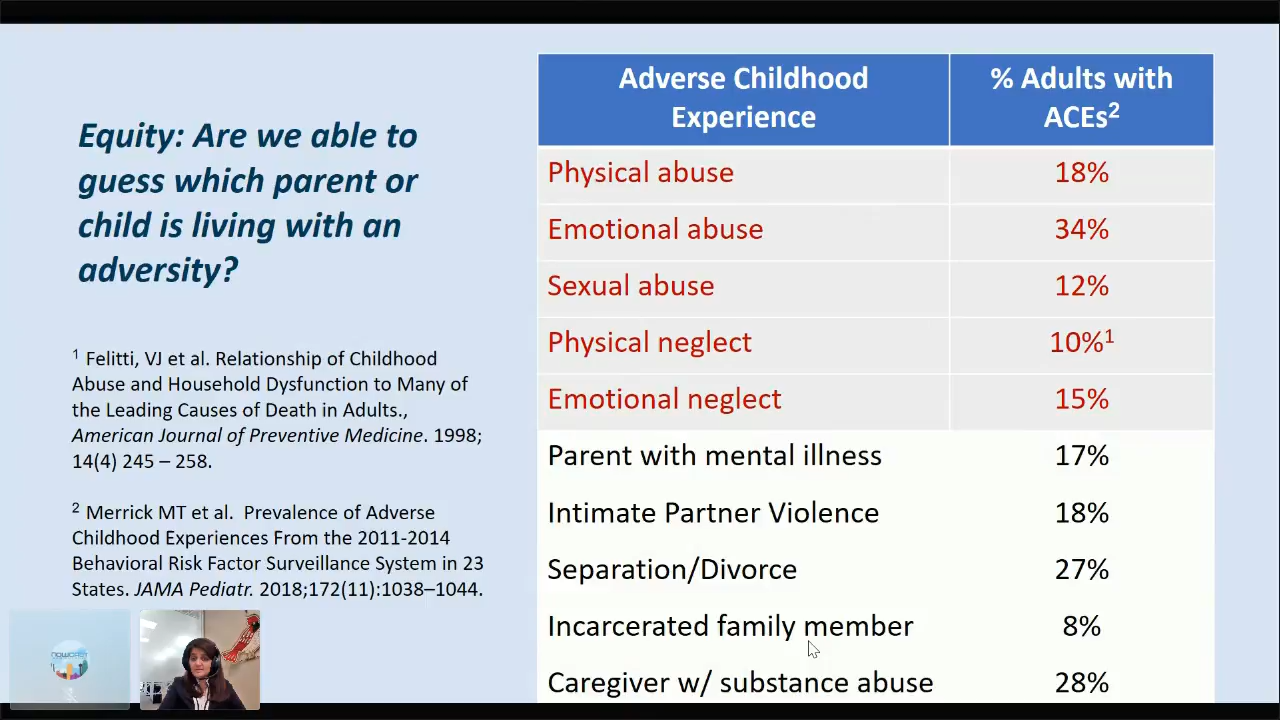 Equity: Are we able to
guess which parent or
child is living with an
adversity?
1 Felitti, VJ et al. Relationship of Childhood
Abuse and Household Dysfunction to Many of
the Leading Causes of Death in Adults.,
American Journal of Preventive Medicine. 1998;
14(4) 245 – 258.
2 Merrick MT et al.  Prevalence of Adverse
Childhood Experiences From the 2011-2014
Behavioral Risk Factor Surveillance System in 23
States. JAMA Pediatr. 2018;172(11):1038–1044.
Adverse Childhood Experience % Adults with ACEs2
Physical abuse 18%
Emotional abuse 34%
Sexual abuse 12%
Physical neglect 10%1
Emotional neglect 15%
Parent with mental illness 17%
Intimate Partner Violence 18%
Separation/Divorce 27%
Incarcerated family member 8%
Caregiver w/ substance abuse 28%